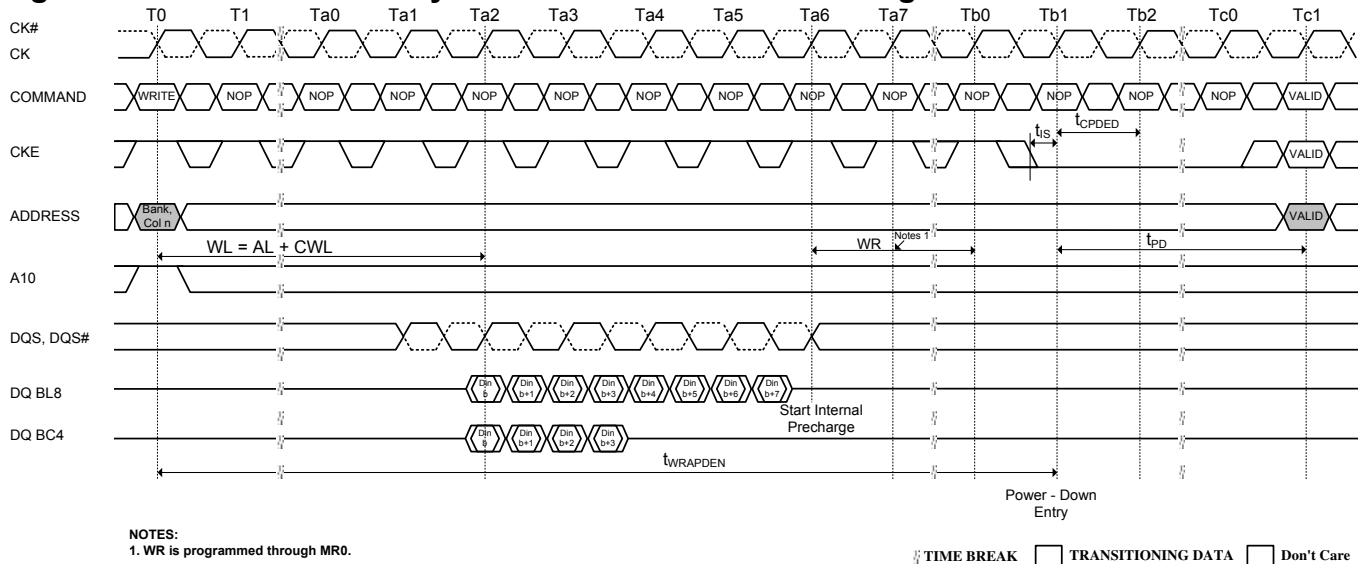 T0 T1 Ta0 Ta1 Ta2 Ta3 Ta4 Ta5 Ta6 Ta7 Tb0 Tb1 Tb2 Tc0 Tc1
CK#
CK
COMMAND WRITE NOP NOP NOP NOP NOP NOP NOP NOP NOP NOP NOP NOP NOP VALID
tIS tCPDED
CKE VALID
ADDRESS Bank, Col n VALID
WL = AL + CWL WR Notes 1 tPD
A10
DQS, DQS#
DQ BL8 Din b Din b+1 Din b+2 Din b+3 Din b+4 Din b+5 Din b+6 Din b+7
Start Internal
Precharge
DQ BC4 Din b Din b+1 Din b+2 Din b+3
tWRAPDEN
Power - Down
Entry
NOTES:
1. WR is programmed through MR0.
TIME BREAK TRANSITIONING DATA Don't Care